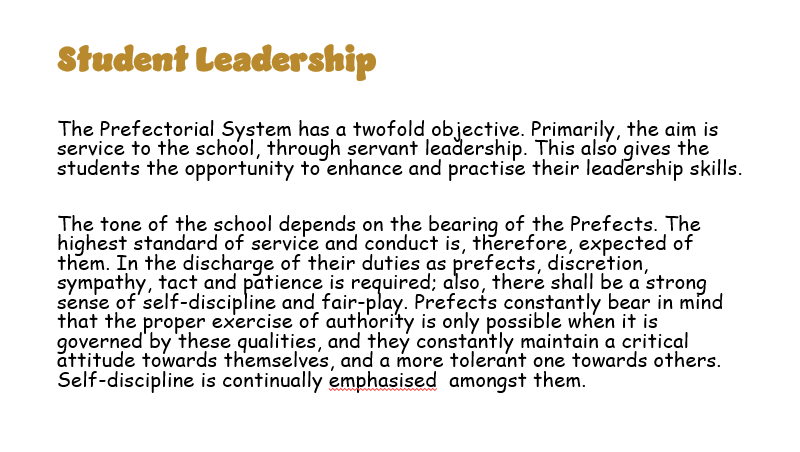 Student Leadership
The Prefectorial System has a twofold objective. Primarily, the aim is
service to the school, through servant leadership. This also gives the
students the opportunity to enhance and practise their leadership skills.
The tone of the school depends on the bearing of the Prefects. The
highest standard of service and conduct is, therefore, expected of
them. In the discharge of their duties as prefects, discretion,
sympathy, tact and patience is required; also, there shall be a strong
sense of self-discipline and fair-play. Prefects constantly bear in mind
that the proper exercise of authority is only possible when it is
governed by these qualities, and they constantly maintain a critical
attitude towards themselves, and a more tolerant one towards others.
Self-discipline is continually emphasised  amongst them.